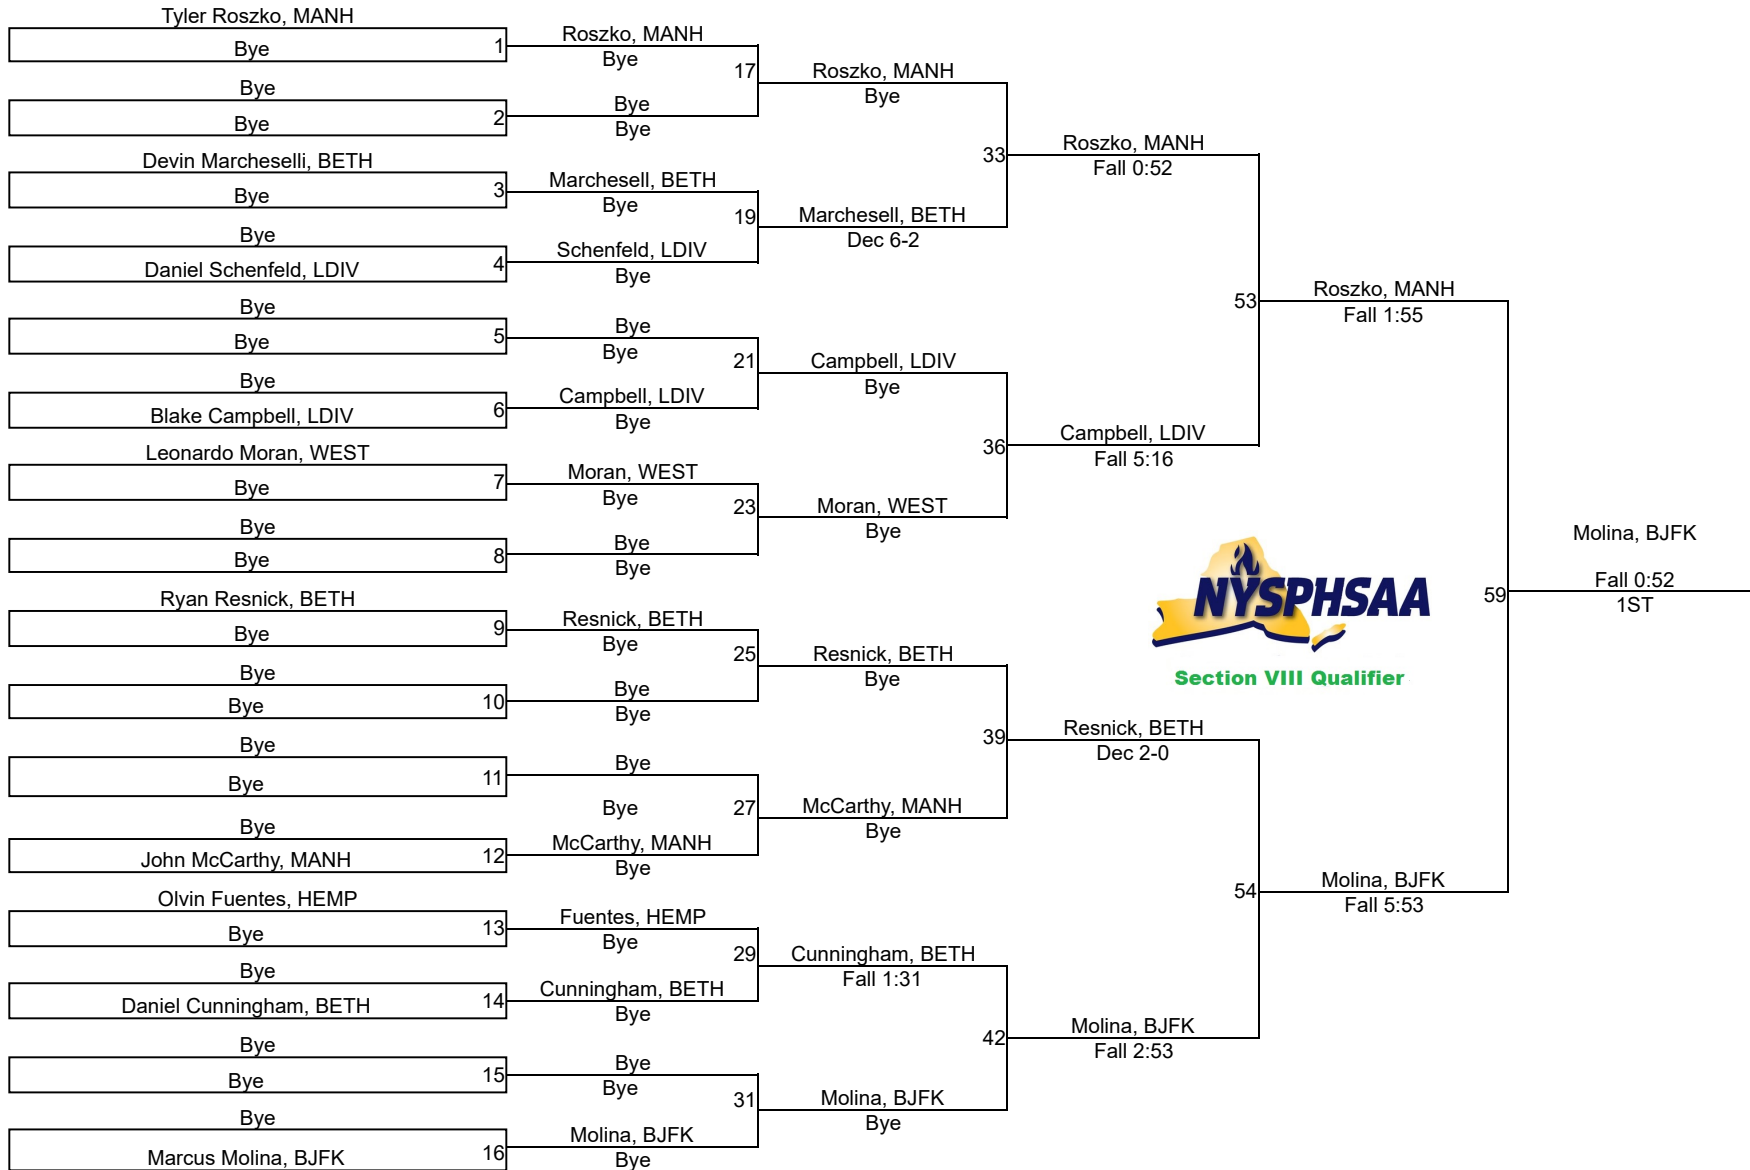 Tyler Roszko, MANH
Bye
1
Bye
Bye
2
Devin Marcheselli, BETH
Bye
3
Bye
Daniel Schenfeld, LDIV
4
Bye
Bye
5
Bye
Blake Campbell, LDIV
6
Leonardo Moran, WEST
Bye
7
Bye
Bye
8
Ryan Resnick, BETH
Bye
9
Bye
Bye
10
Bye
Bye
11
Bye
John McCarthy, MANH
12
Olvin Fuentes, HEMP
Bye
13
Bye
Daniel Cunningham, BETH
14
Bye
Bye
15
Bye
Marcus Molina, BJFK
16
Roszko, MANH
Bye
17
Bye
Bye
Marchesell, BETH
Bye
19
Schenfeld, LDIV
Bye
Bye
Bye
21
Campbell, LDIV
Bye
Moran, WEST
Bye
23
Bye
Bye
Resnick, BETH
Bye
25
Bye
Bye
Bye
Bye
27
McCarthy, MANH
Bye
Fuentes, HEMP
Bye
29
Cunningham, BETH
Bye
Bye
Bye
31
Molina, BJFK
Bye
Roszko, MANH
Bye
33
Marchesell, BETH
Dec 6-2
Campbell, LDIV
Bye
36
Moran, WEST
Bye
Resnick, BETH
Bye
39
McCarthy, MANH
Bye
Cunningham, BETH
Fall 1:31
42
Molina, BJFK
Bye
Roszko, MANH
Fall 0:52
53
Campbell, LDIV
Fall 5:16
Resnick, BETH
Dec 2-0
54
Molina, BJFK
Fall 2:53
Roszko, MANH
Fall 1:55
NYSPHSAA
Section VIII Qualifier
59
Molina, BJFK
Fall 5:53
Molina, BJFK
Fall 0:52
1ST